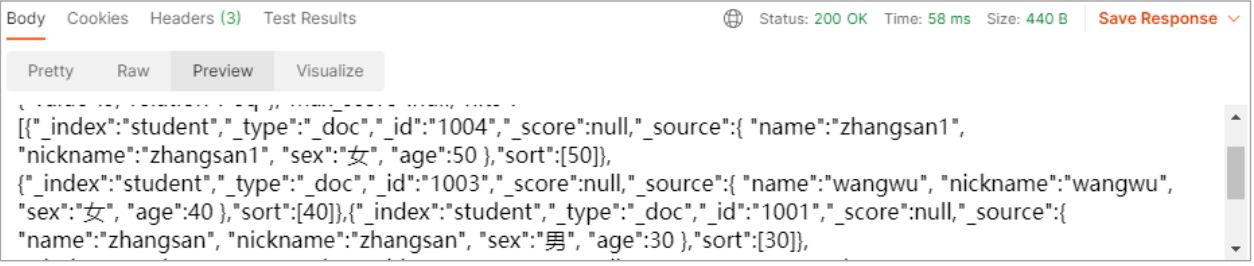 Body Cookies Headers (3) Test Results Status: 200 OK Time: 58 ms Size: 440 B Save Response
Pretty Raw Preview Visualize
[{"_index":"student","_type":"_doc","_id":"1004","_score":null,"_source":{ "name":"zhangsan1",
"nickname":"zhangsan1", "sex":"女", "age":50 },"sort":[50]},
{"_index":"student","_type":"_doc","_id":"1003","_score":null,"_source":{ "name":"wangwu", "nickname":"wangwu",
"sex":"女", "age":40 },"sort":[40]},{"_index":"student","_type":"_doc","_id":"1001","_score":null,"_source":{
"name":"zhangsan", "nickname":"zhangsan", "sex":"男", "age":30 },"sort":[30]},